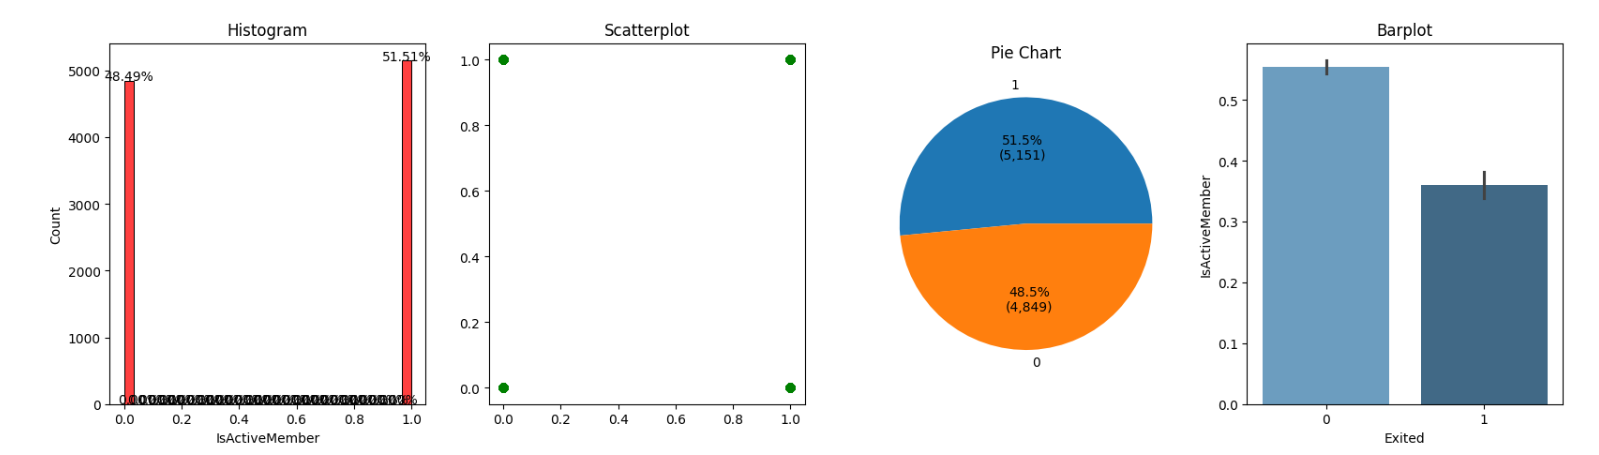 Histogram
48.49%
51.51%
5000
4000
3000
2000
1000
0
Count
0.0 0.2 0.4 0.6 0.8 1.0
IsActiveMember
Scatterplot
1.0
0.8
0.6
0.4
0.2
0.0
0.0 0.2 0.4 0.6 0.8 1.0
Pie Chart
1
51.5%
(5,151)
48.5%
(4,849)
0
Barplot
0.5
0.4
0.3
0.2
0.1
0.0
IsActiveMember
0 1
Exited